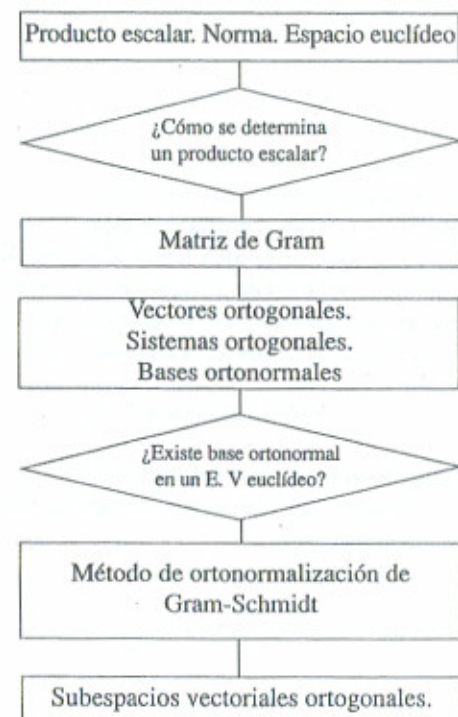 Producto escalar. Norma. Espacio euclídeo
¿Cómo se determina
un producto escalar?
Matriz de Gram
Vectores ortogonales.
Sistemas ortogonales.
Bases ortonormales
¿Existe base ortonormal
en un E. V euclídeo?
Método de ortonormalización de
Gram-Schmidt
Subespacios vectoriales ortogonales.